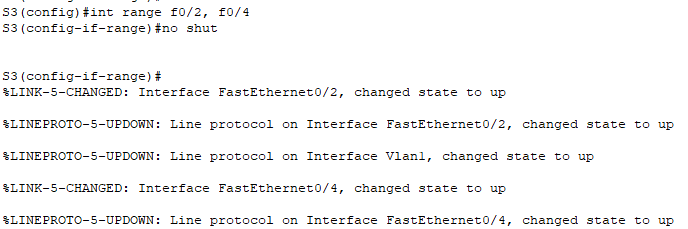 S3(config)#int range f0/2, f0/4
S3(config-if-range)#no shut
S3(config-if-range)#
%LINK-5-CHANGED: Interface FastEthernet0/2, changed state to up
%LINEPROTO-5-UPDOWN: Line protocol on Interface FastEthernet0/2, changed state to up
%LINEPROTO-5-UPDOWN: Line protocol on Interface Vlan1, changed state to up
%LINK-5-CHANGED: Interface FastEthernet0/4, changed state to up
%LINEPROTO-5-UPDOWN: Line protocol on Interface FastEthernet0/4, changed state to up